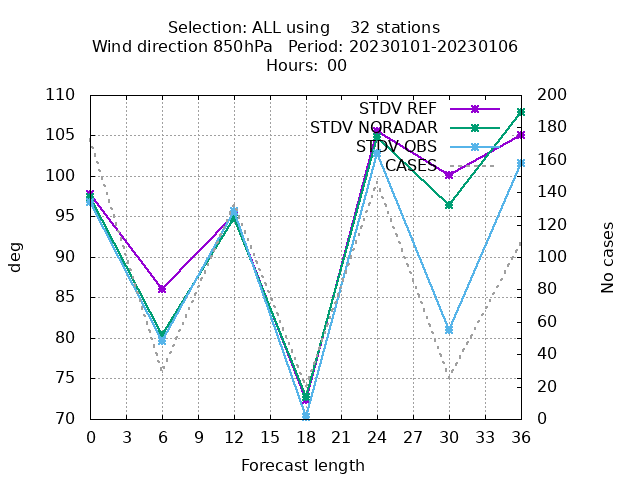 Selection: ALL using    32 stations
Wind direction 850hPa   Period: 20230101-20230106
Hours: 00
110
105
100
95
90
85
80
75
70
200
180
160
140
120
100
80
60
40
20
0
STDV REF
STDV NORADAR
STDV OBS
CASES
deg
No cases
0 3 6 9 12 15 18 21 24 27 30 33 36
Forecast length